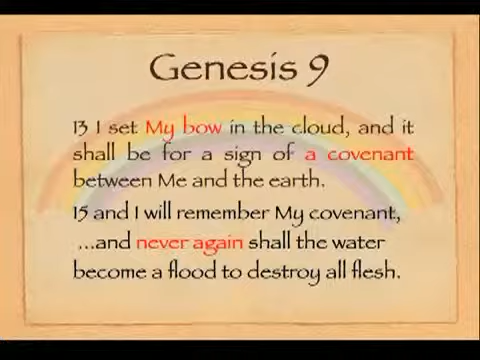 Genesis 9
13 I set My bow in the cloud, and it
shall be for a sign of a covenant
between Me and the earth.
15 and I will remember My covenant,
...and never again shall the water
become a flood to destroy all flesh.